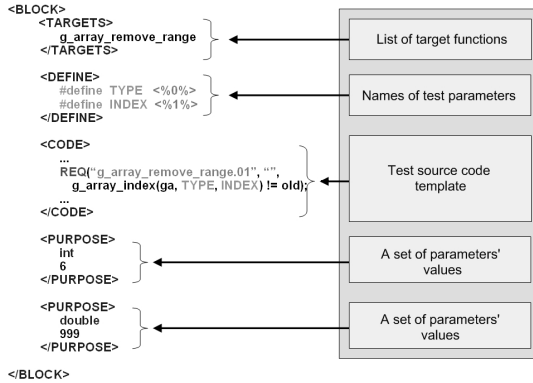 <BLOCK>
<TARGETS>
g_array_remove_range
</TARGETS>
List of target functions
<DEFINE>
#define TYPE <%0%>
#define INDEX <%1%>
</DEFINE>
Names of test parameters
<CODE>
...
REQ(“g_array_remove_range.01”, “”,
g_array_index(ga, TYPE, INDEX) != old);
...
</CODE>
Test source code
template
<PURPOSE>
int
6
</PURPOSE>
A set of parameters'
values
<PURPOSE>
double
999
</PURPOSE>
A set of parameters'
values
</BLOCK>